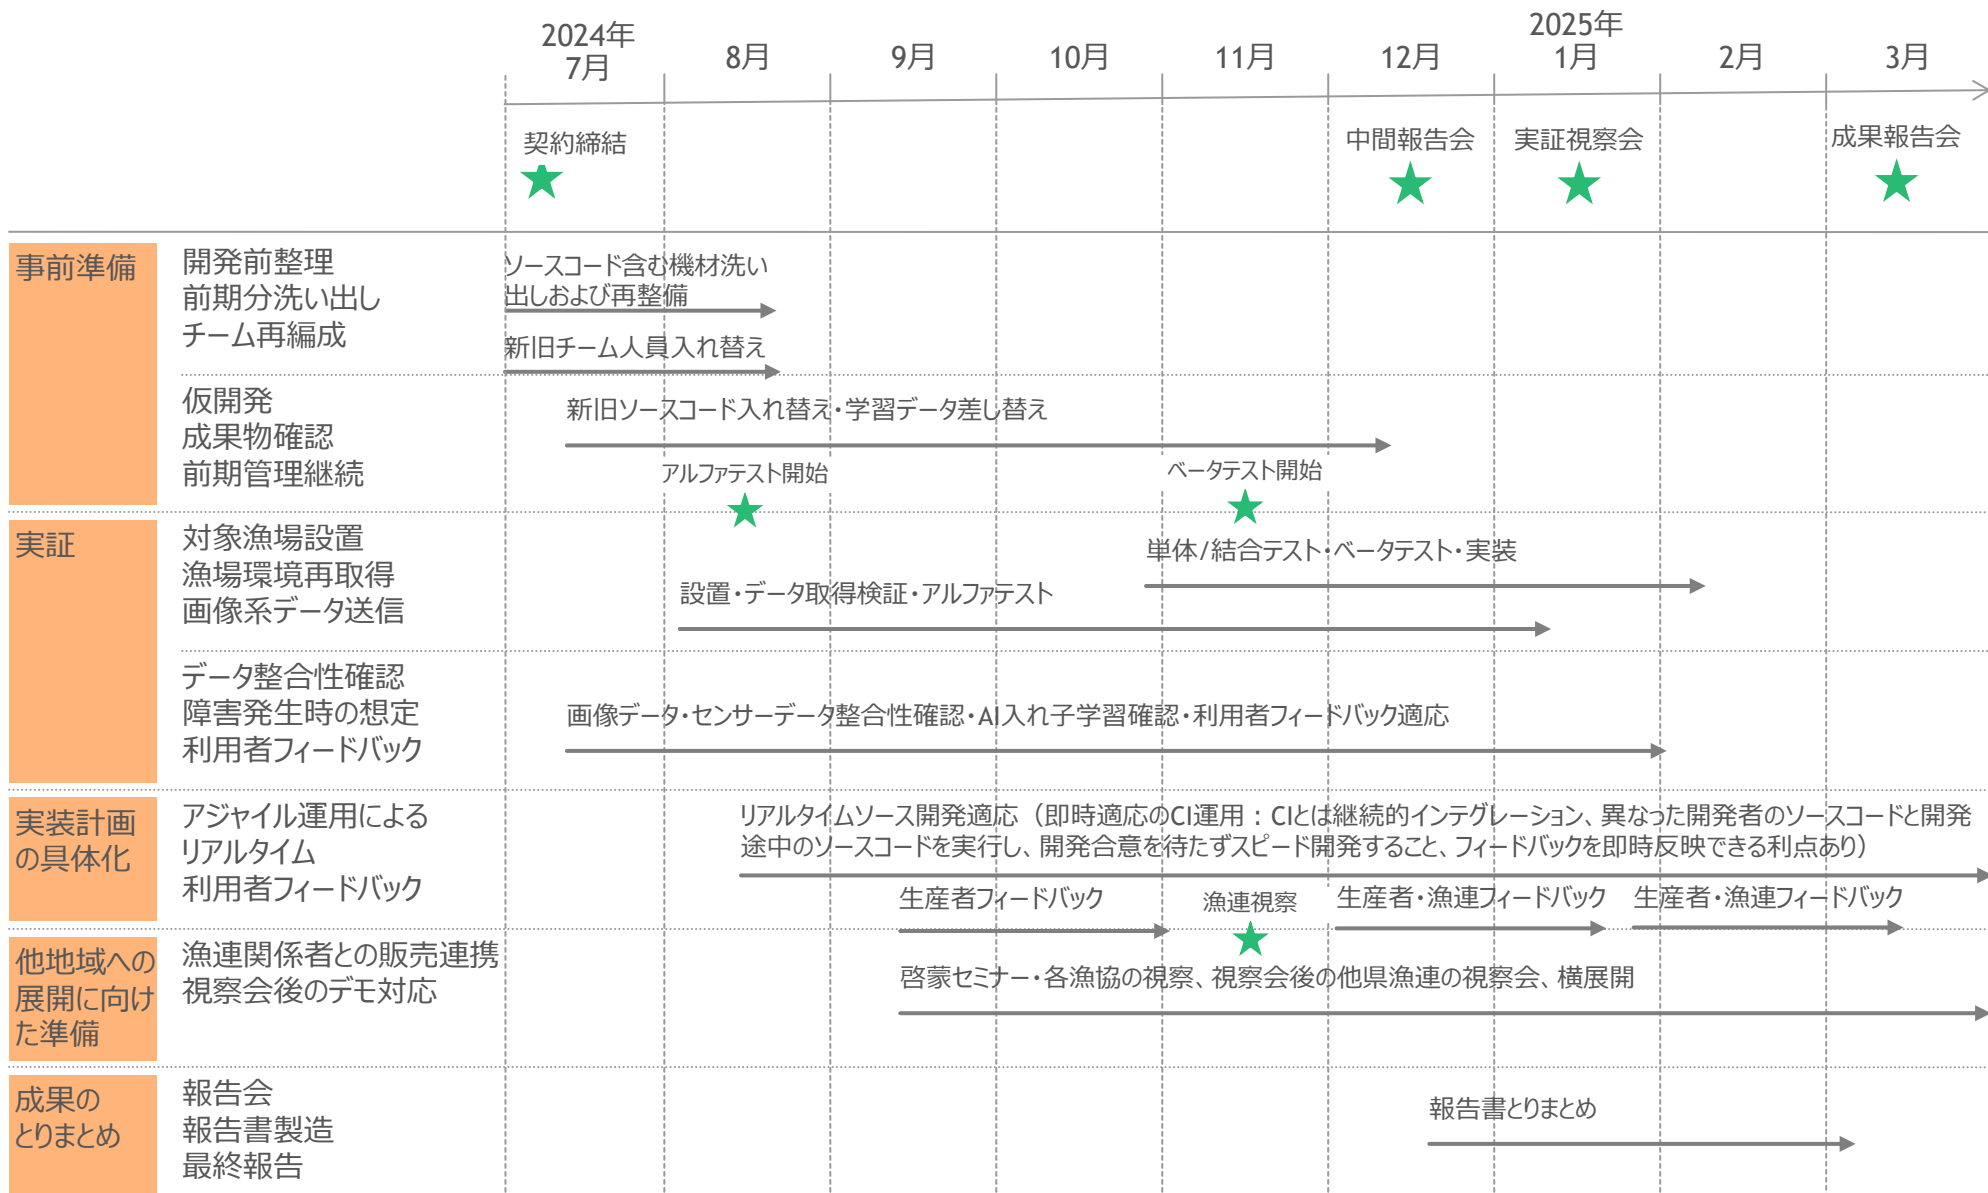 2024年
7月
8月
9月
10月
11月
12月
2025年
1月
2月
3月
契約締結
中間報告会
実証視察会
成果報告会
事前準備
開発前整理
前期分洗い出し
チーム再編成
ソースコード含む機材洗い
出しおよび再整備
新旧チーム人員入れ替え
仮開発
成果物確認
前期管理継続
新旧ソースコード入れ替え・学習データ差し替え
アルファテスト開始
ベータテスト開始
実証
対象漁場設置
漁場環境再取得
画像系データ送信
単体/結合テスト・ベータテスト・実装
設置・データ取得検証・アルファテスト
データ整合性確認
障害発生時の想定
利用者フィードバック
画像データ・センサーデータ整合性確認・AI入れ子学習確認・利用者フィードバック適応
実装計画
の具体化
アジャイル運用による
リアルタイム
利用者フィードバック
リアルタイムソース開発適応（即時適応のCI運用：CIとは継続的インテグレーション、異なった開発者のソースコードと開発
途中のソースコードを実行し、開発合意を待たずスピード開発すること、フィードバックを即時反映できる利点あり）
生産者フィードバック
漁連視察
生産者・漁連フィードバック
生産者・漁連フィードバック
他地域への
展開に向け
た準備
漁連関係者との販売連携
視察会後のデモ対応
啓蒙セミナー・各漁協の視察、視察会後の他県漁連の視察会、横展開
成果の
とりまとめ
報告会
報告書製造
最終報告
報告書とりまとめ